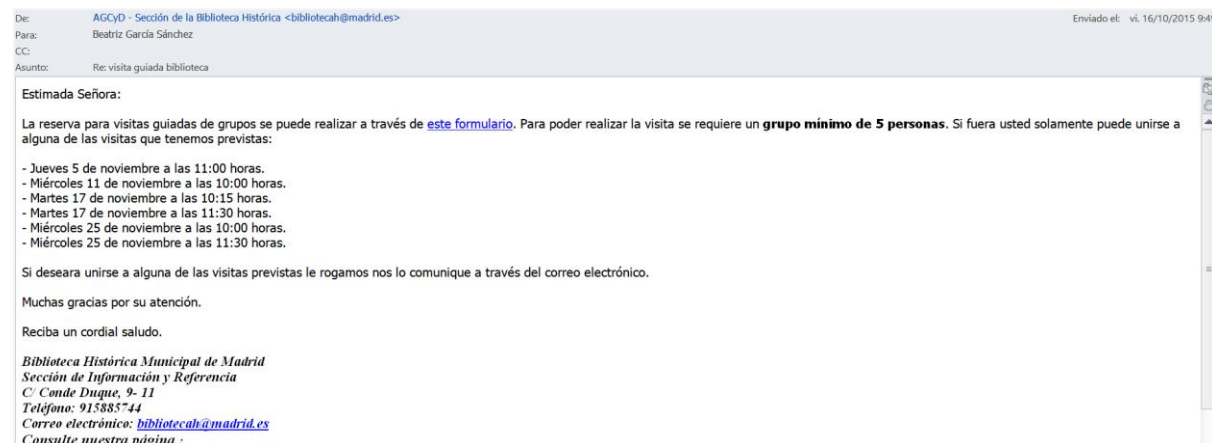 De: AGCyD - Sección de la Biblioteca Histórica <bibliotecah@madrid.es> Enviado el: vi. 16/10/2015 9:49
Para: Beatriz García Sánchez
CC:
Asunto: Re: visita guiada biblioteca
Estimada Señora:
La reserva para visitas guiadas de grupos se puede realizar a través de este formulario. Para poder realizar la visita se requiere un grupo mínimo de 5 personas. Si fuera usted solamente puede unirse a
alguna de las visitas que tenemos previstas:
- Jueves 5 de noviembre a las 11:00 horas.
- Miércoles 11 de noviembre a las 10:00 horas.
- Martes 17 de noviembre a las 10:15 horas.
- Martes 17 de noviembre a las 11:30 horas.
- Miércoles 25 de noviembre a las 10:00 horas.
- Miércoles 25 de noviembre a las 11:30 horas.
Si deseara unirse a alguna de las visitas previstas le rogamos nos lo comunique a través del correo electrónico.
Muchas gracias por su atención.
Reciba un cordial saludo.
Biblioteca Histórica Municipal de Madrid
Sección de Información y Referencia
C/ Conde Duque, 9- 11
Teléfono: 915885744
Correo electrónico: bibliotecah@madrid.es
Consulte nuestra página :